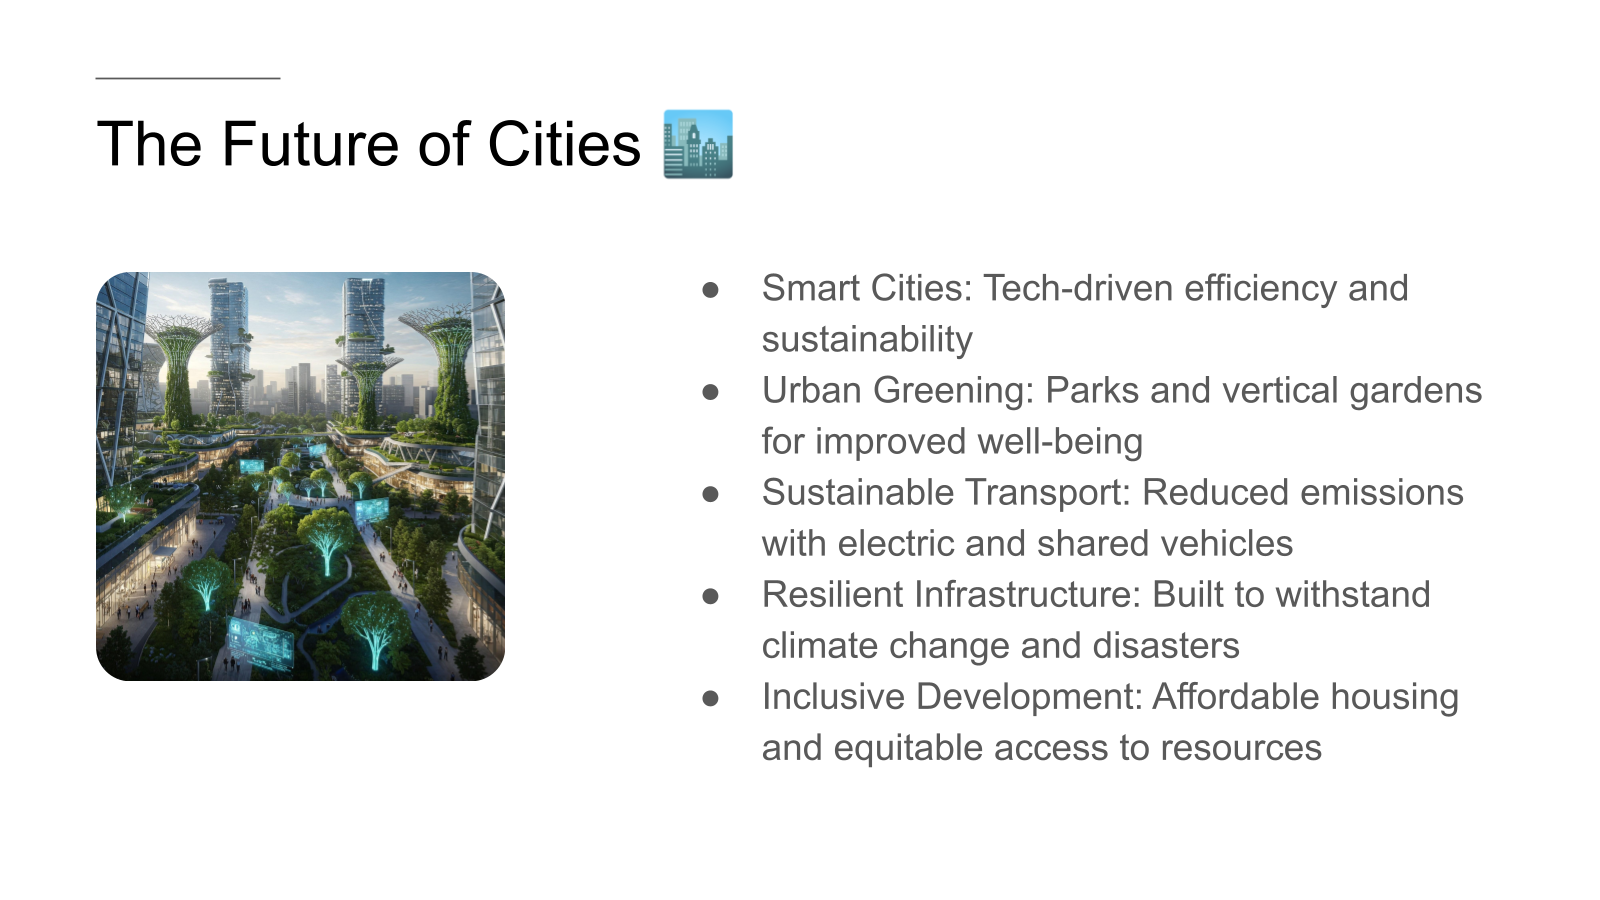 The Future of Cities 🏙️
● Smart Cities: Tech-driven efficiency and
sustainability
● Urban Greening: Parks and vertical gardens
for improved well-being
● Sustainable Transport: Reduced emissions
with electric and shared vehicles
● Resilient Infrastructure: Built to withstand
climate change and disasters
● Inclusive Development: Affordable housing
and equitable access to resources